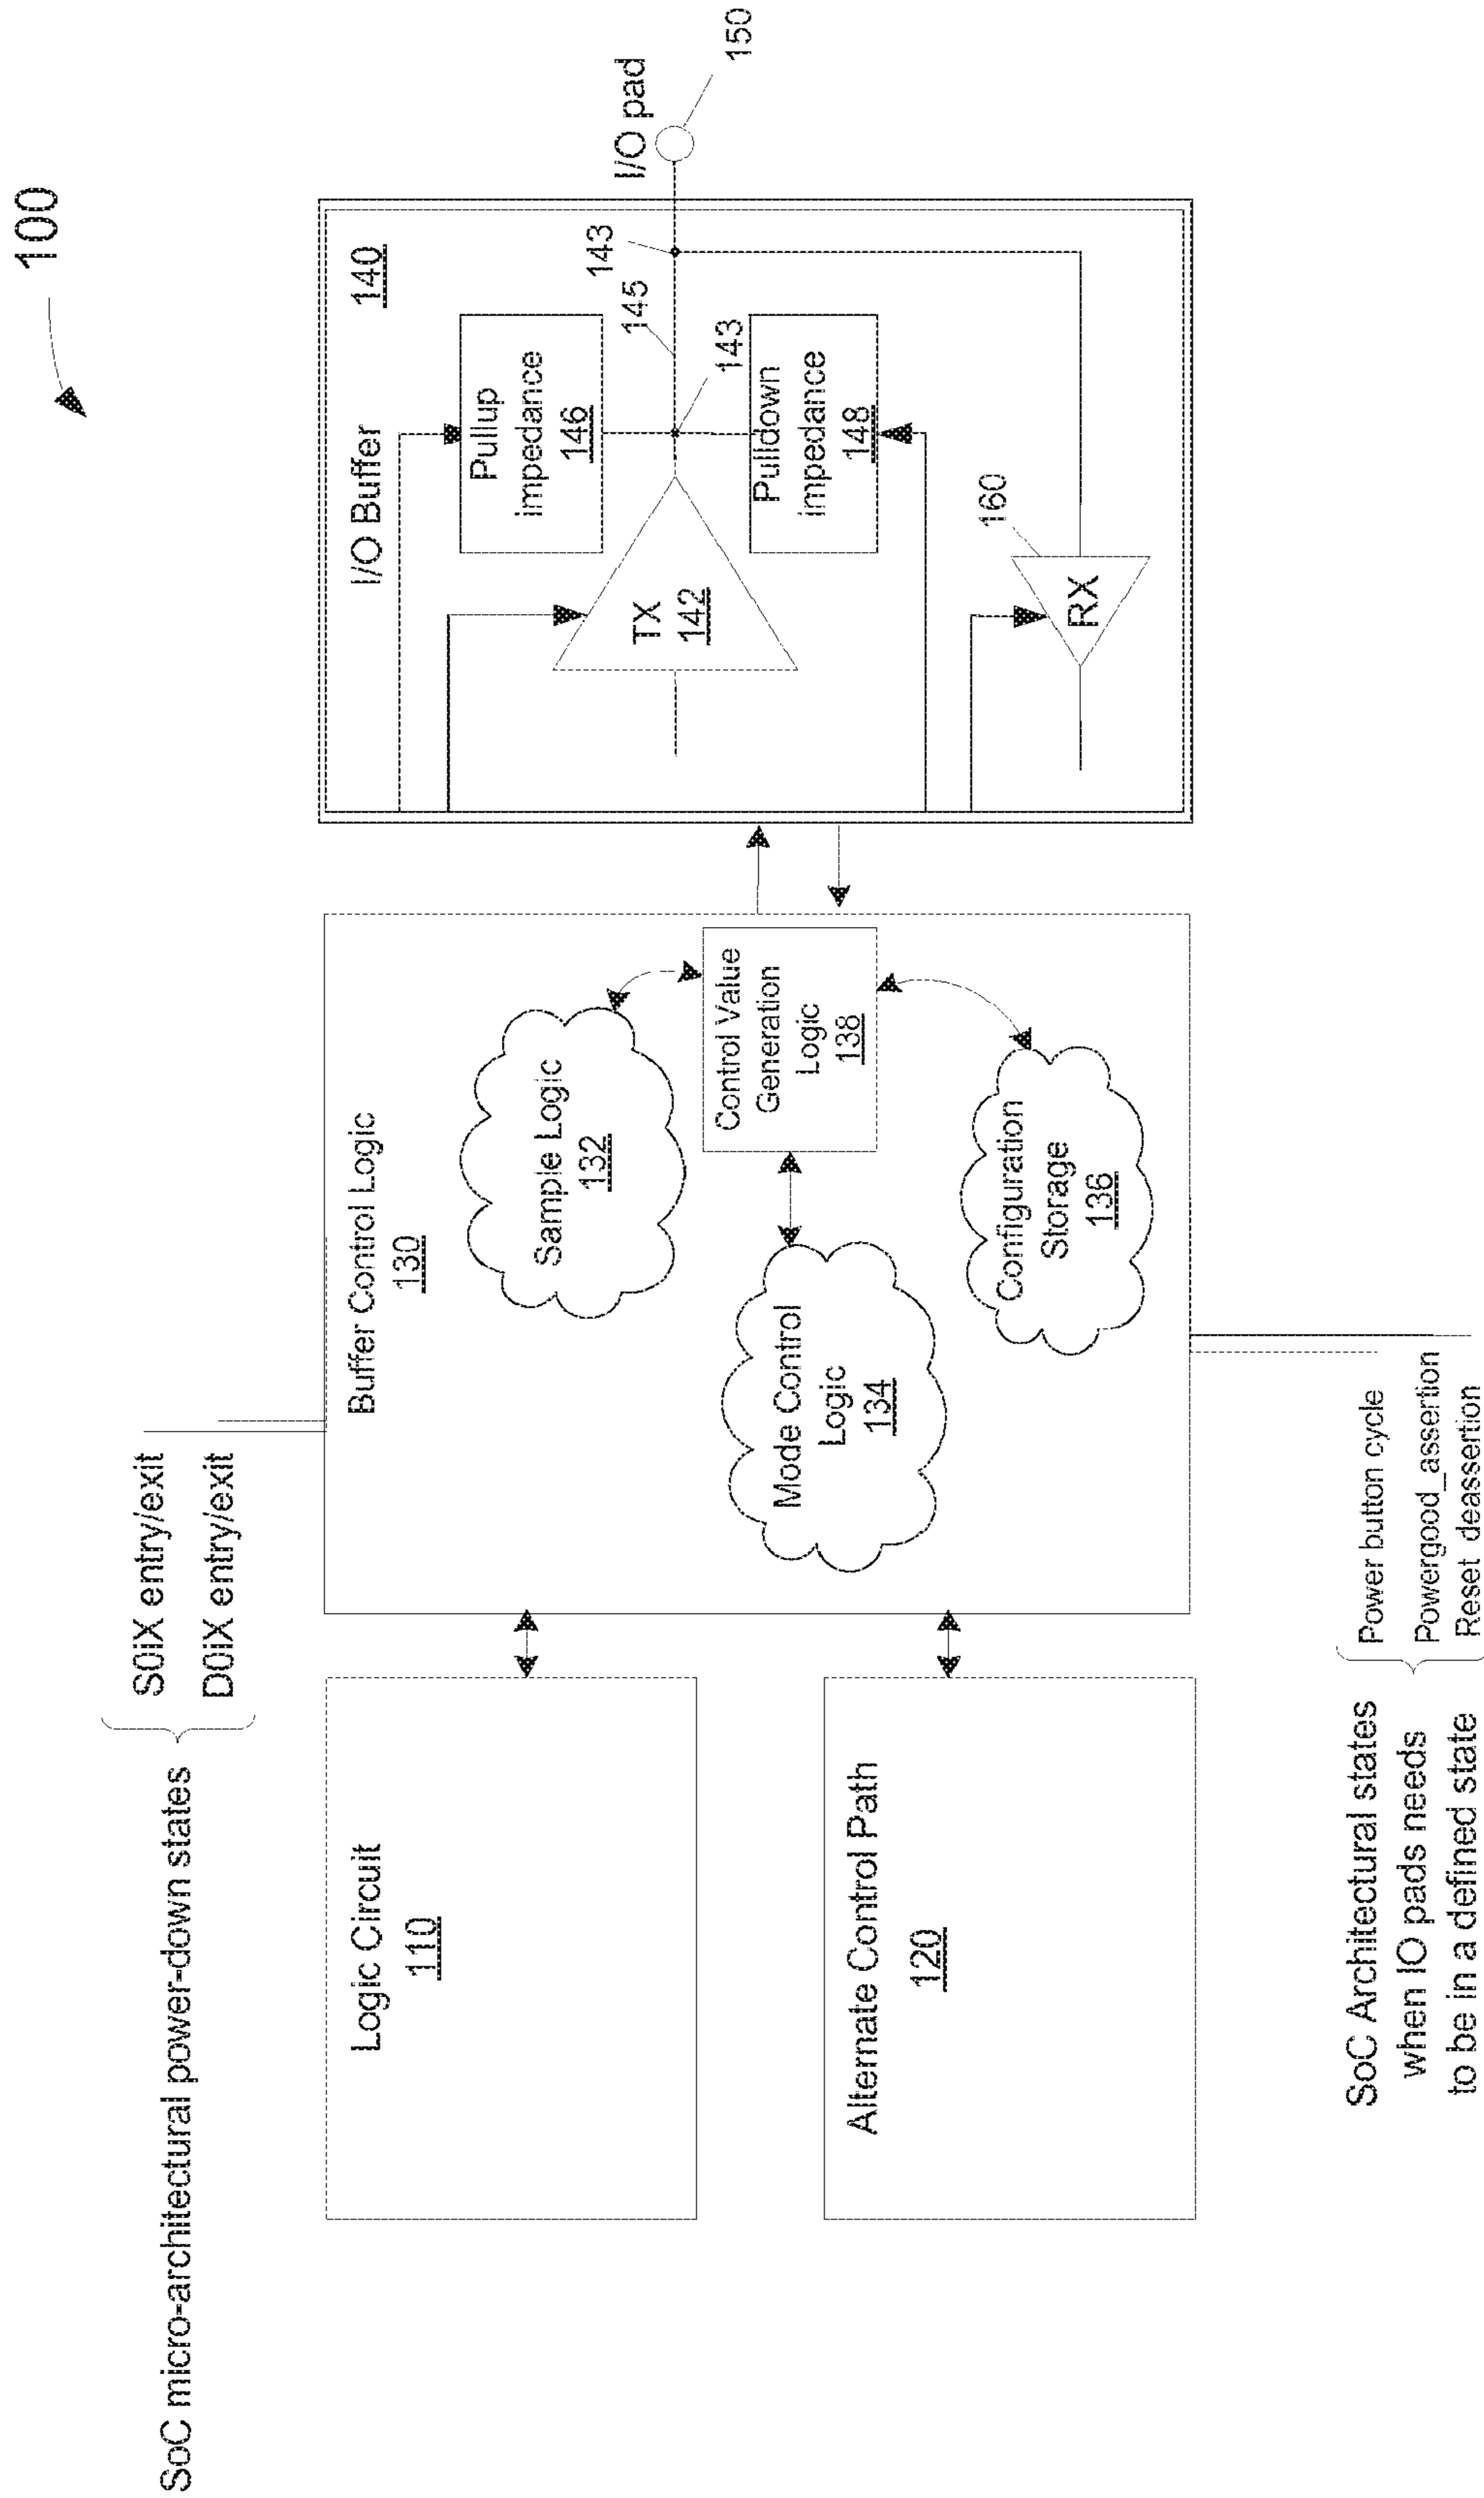 100
SoC micro-architectural power-down states
S0iX entry/exit
D0iX entry/exit
Logic Circuit
110
Alternate Control Path
120
Buffer Control Logic
130
Sample Logic
132
Mode Control
Logic
134
Control Value
Generation
Logic
138
Configuration
Storage
136
I/O Buffer
140
Pullup
impedance
146
TX
142
143
145
143
Pulldown
impedance
148
160
RX
I/O pad
150
SoC Architectural states
when IO pads needs
to be in a defined state
Power button cycle
Powergood_assertion
Reset_deassertion